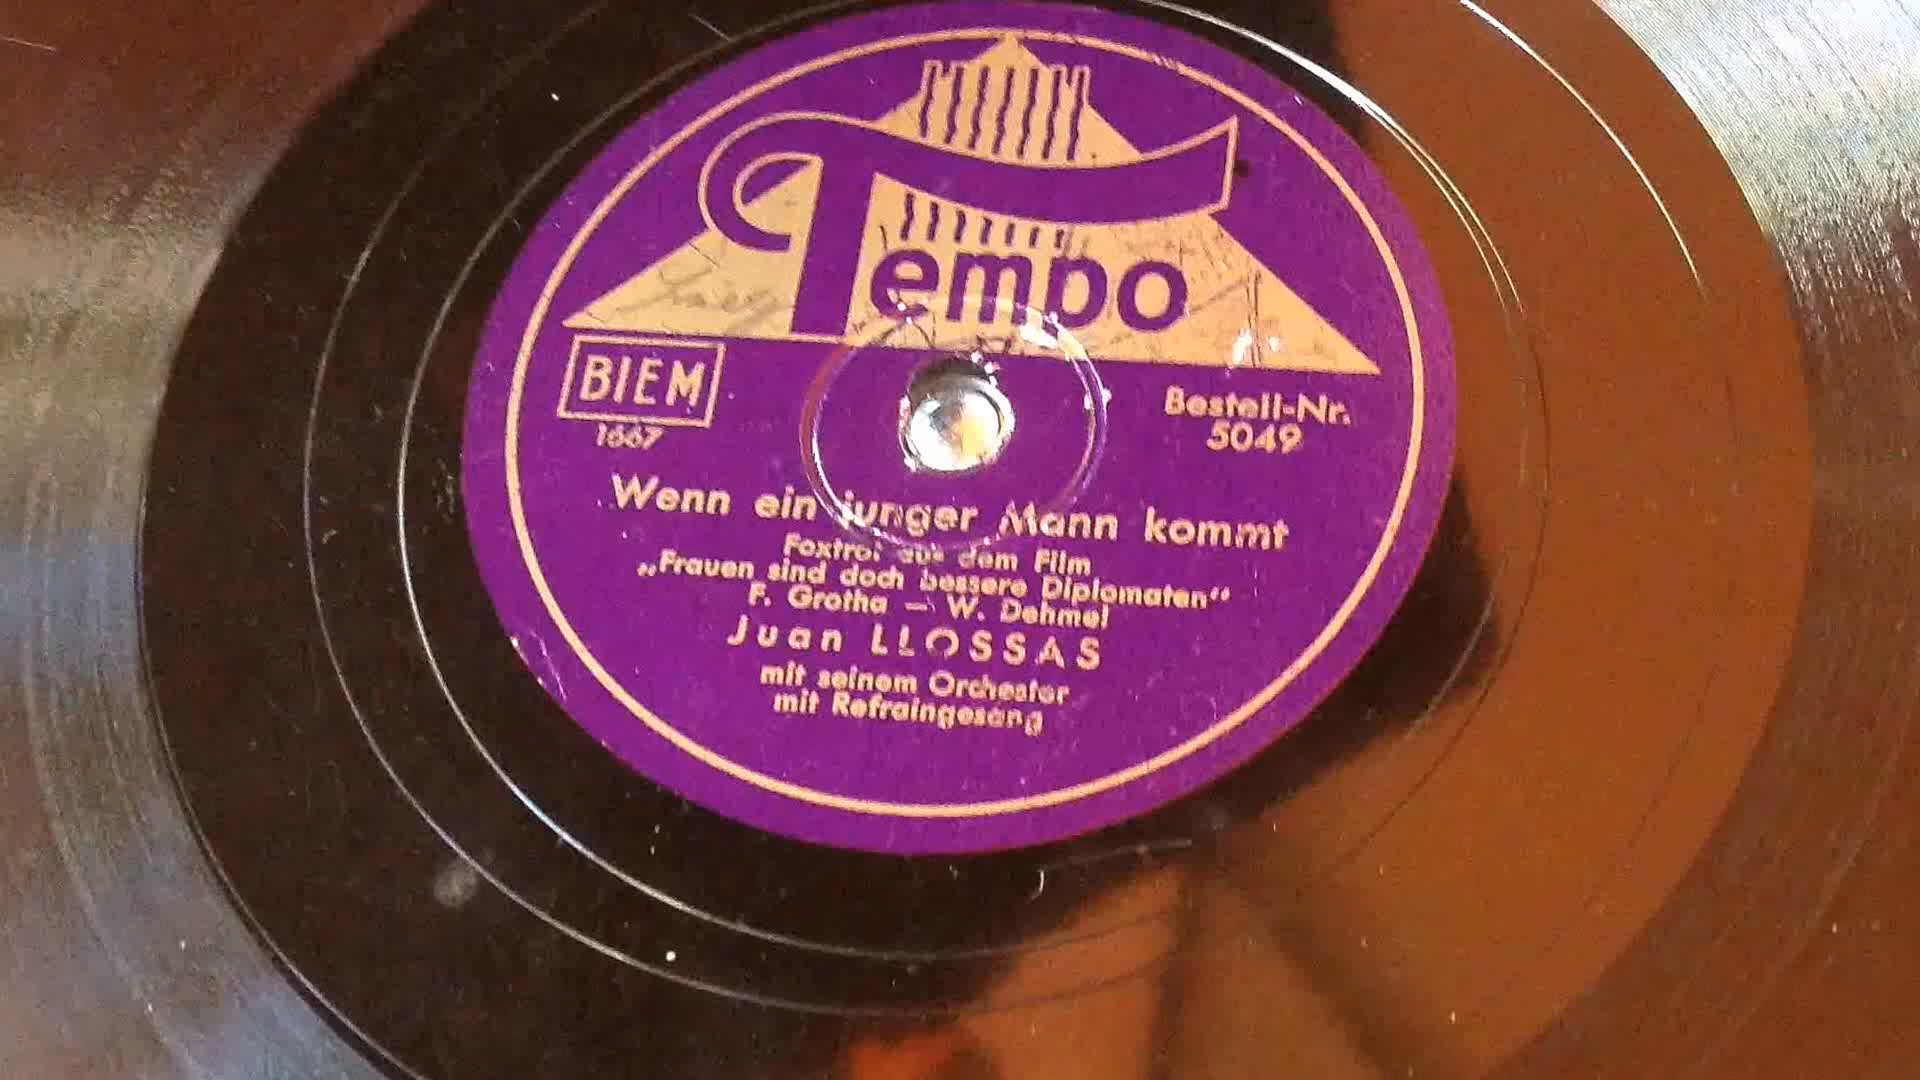 Tempo
BIEM
1667
Bestell-Nr.
5049
Wenn ein junger Mann kommt
Foxtrot aus dem Film
„Frauen sind doch bessere Diplomaten“
F. Grothe — W. Dehmel
Juan LLOSSAS
mit seinem Orchester
mit Refraingesang